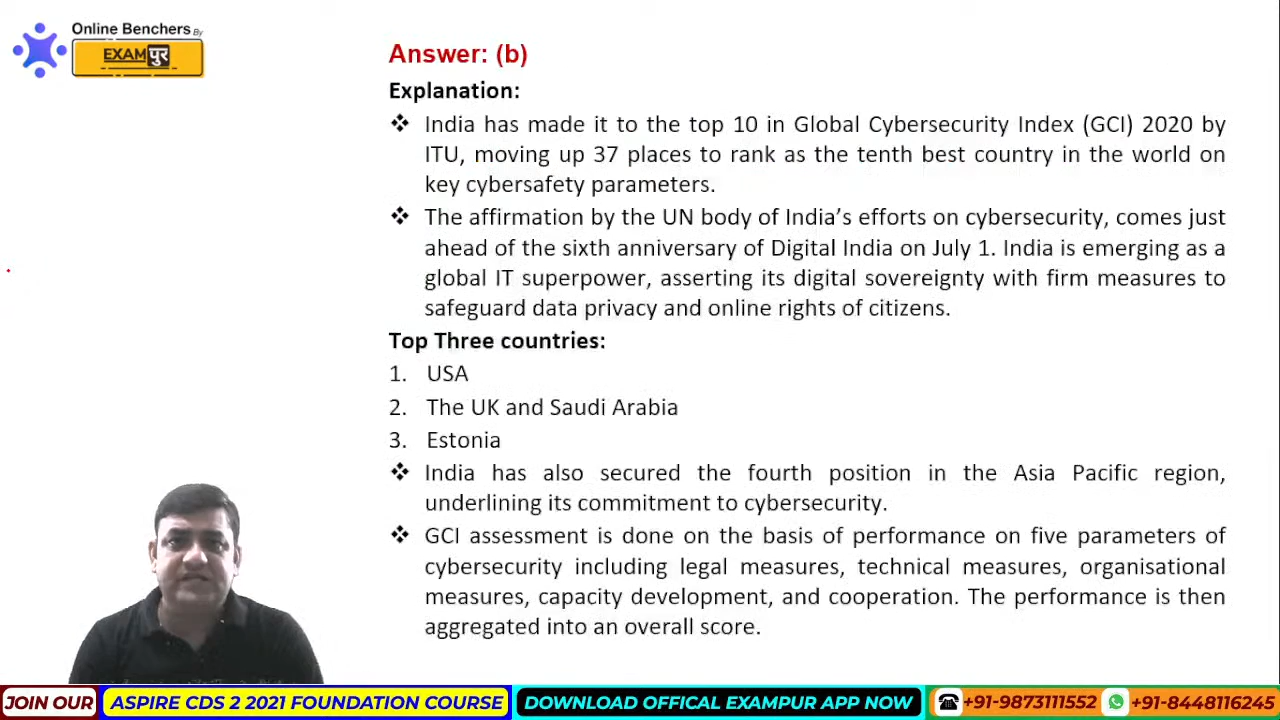 Online Benchers By
EXAMपुर
Answer: (b)
Explanation:
❖ India has made it to the top 10 in Global Cybersecurity Index (GCI) 2020 by
ITU, moving up 37 places to rank as the tenth best country in the world on
key cybersafety parameters.
❖ The affirmation by the UN body of India’s efforts on cybersecurity, comes just
ahead of the sixth anniversary of Digital India on July 1. India is emerging as a
global IT superpower, asserting its digital sovereignty with firm measures to
safeguard data privacy and online rights of citizens.
Top Three countries:
1. USA
2. The UK and Saudi Arabia
3. Estonia
❖ India has also secured the fourth position in the Asia Pacific region,
underlining its commitment to cybersecurity.
❖ GCI assessment is done on the basis of performance on five parameters of
cybersecurity including legal measures, technical measures, organisational
measures, capacity development, and cooperation. The performance is then
aggregated into an overall score.
JOIN OUR ASPIRE CDS 2 2021 FOUNDATION COURSE DOWNLOAD OFFICAL EXAMPUR APP NOW +91-9873111552 +91-8448116245